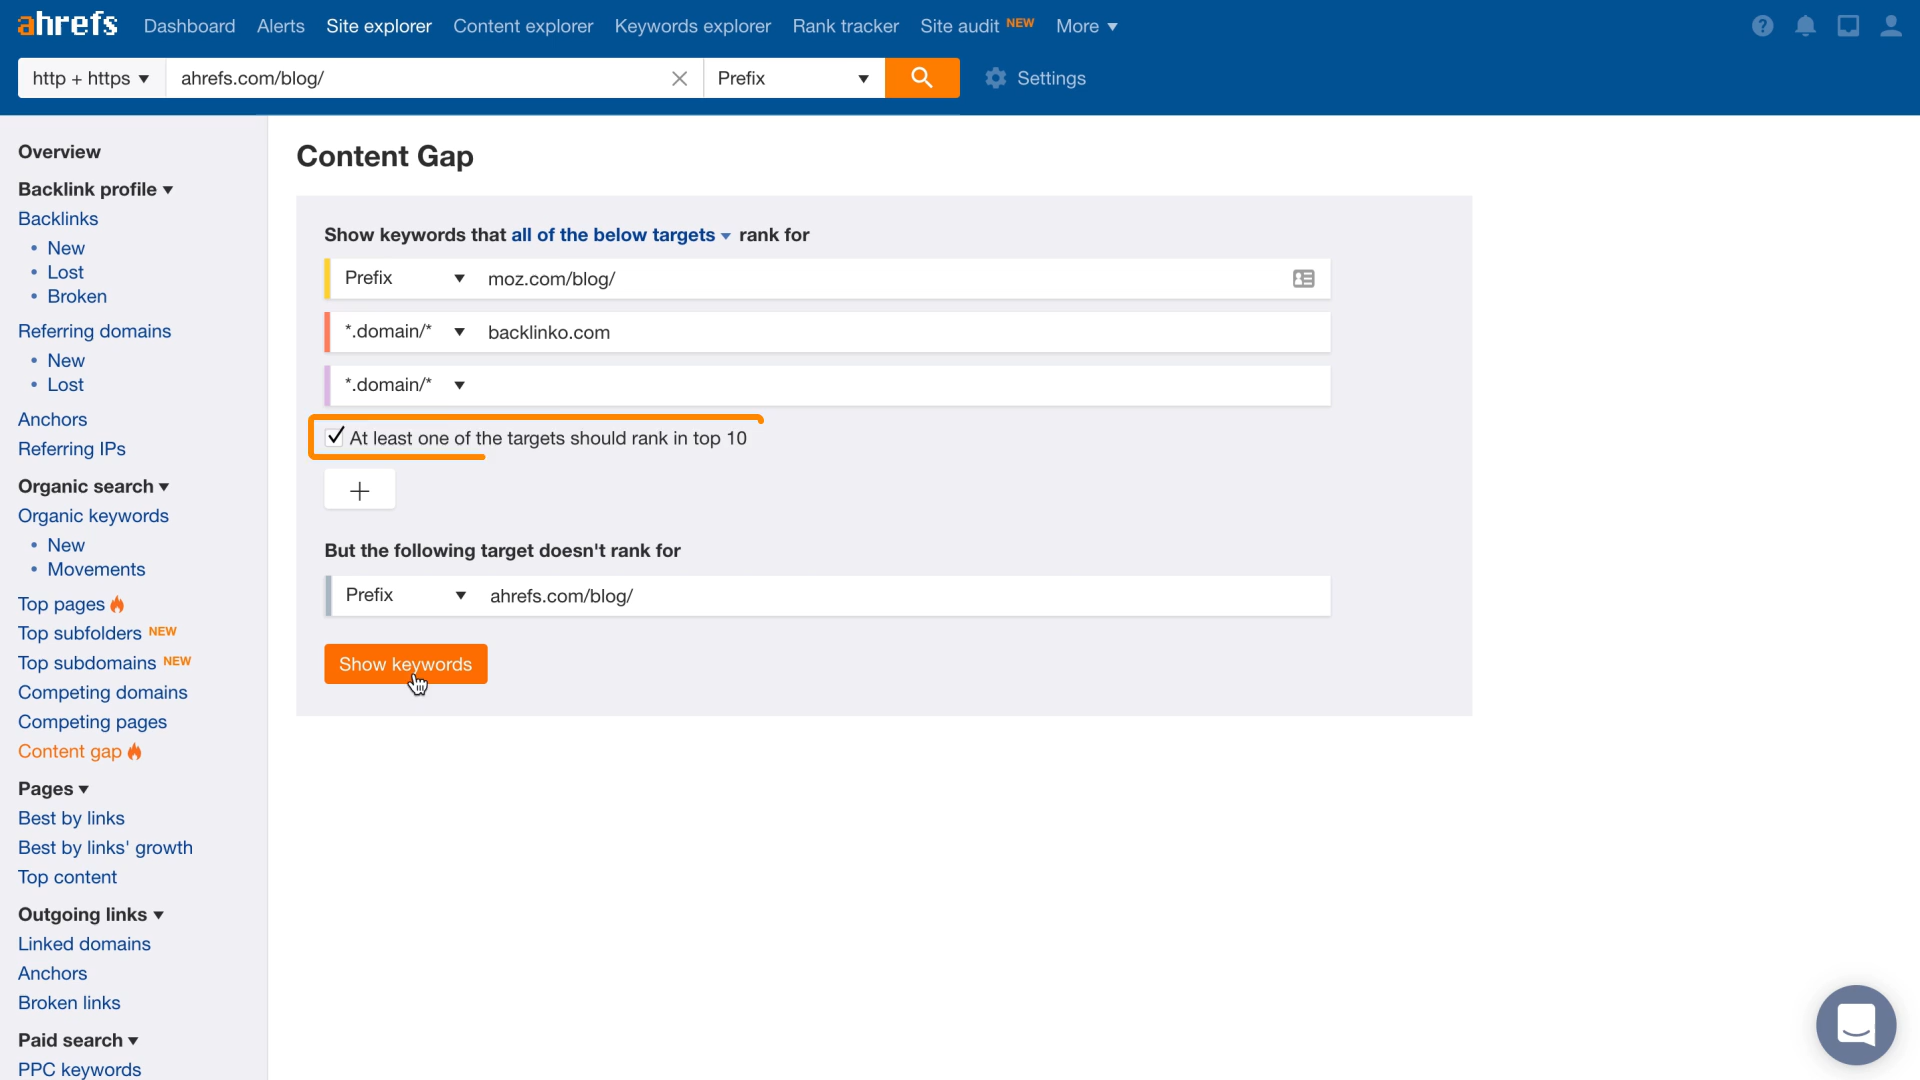 ahrefs Dashboard Alerts Site explorer Content explorer Keywords explorer Rank tracker Site audit NEW More
http + https ahrefs.com/blog/ Prefix Settings
Overview
Backlink profile
Backlinks
• New
• Lost
• Broken
Referring domains
• New
• Lost
Anchors
Referring IPs
Organic search
Organic keywords
• New
• Movements
Top pages
Top subfolders NEW
Top subdomains NEW
Competing domains
Competing pages
Content gap
Pages
Best by links
Best by links' growth
Top content
Outgoing links
Linked domains
Anchors
Broken links
Paid search
PPC keywords
Content Gap
Show keywords that all of the below targets rank for
Prefix moz.com/blog/
*.domain/* backlinko.com
*.domain/*
At least one of the targets should rank in top 10
+
But the following target doesn't rank for
Prefix ahrefs.com/blog/
Show keywords